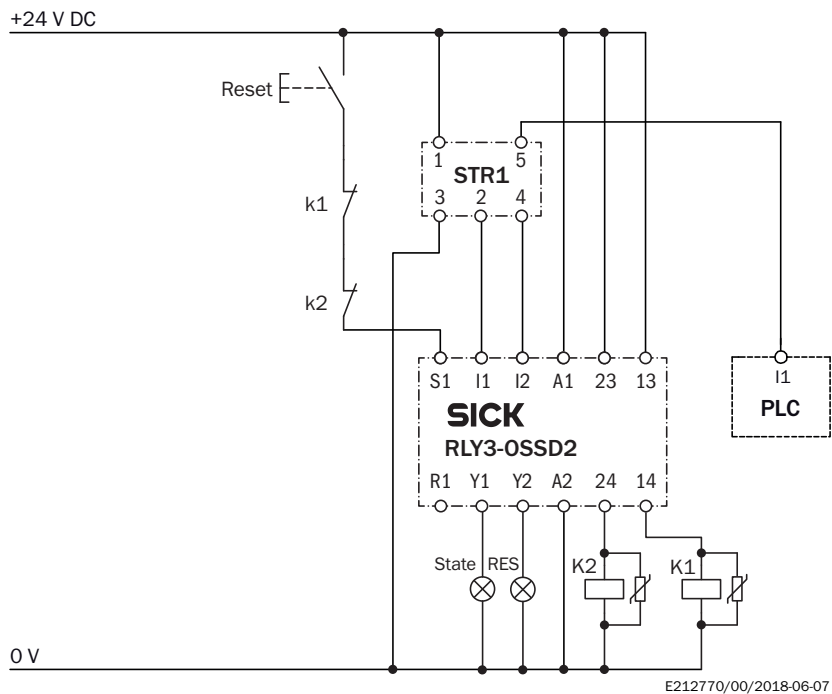 +24 V DC
Reset
1 5
STR1
3 2 4
k1
k2
S1 I1 I2 A1 23 13
SICK
RLY3-OSSD2
R1 Y1 Y2 A2 24 14
I1
PLC
State RES K2 K1
0 V
E212770/00/2018-06-07